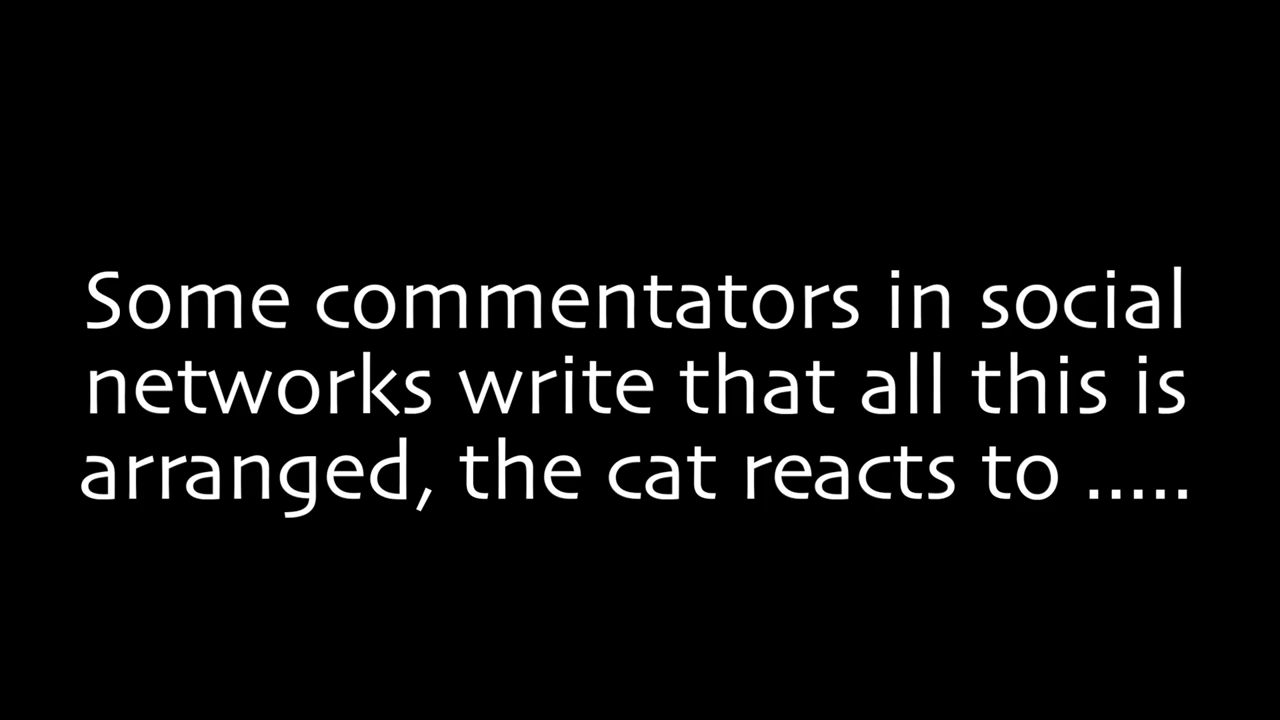 Some commentators in social
networks write that all this is
arranged, the cat reacts to .....